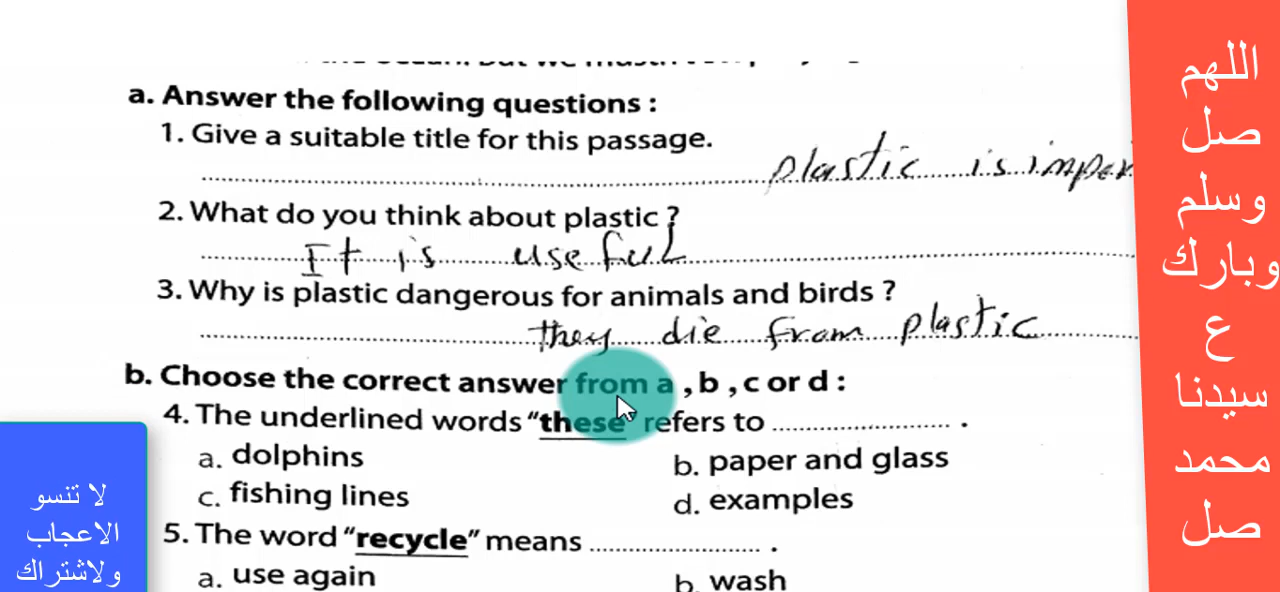 a. Answer the following questions :
1. Give a suitable title for this passage.
plastic is
2. What do you think about plastic ?
It is useful
3. Why is plastic dangerous for animals and birds ?
they die from plastic
b. Choose the correct answer from a , b , c or d :
4. The underlined words “these” refers to .............................. .
a. dolphins
b. paper and glass
c. fishing lines
d. examples
5. The word “recycle” means .............................. .
a. use again
b. wash
اللهم
صل
وسلم
وبارك
ع
سيدنا
محمد
صل
لا تنسو
الاعجاب
ولاشتراك